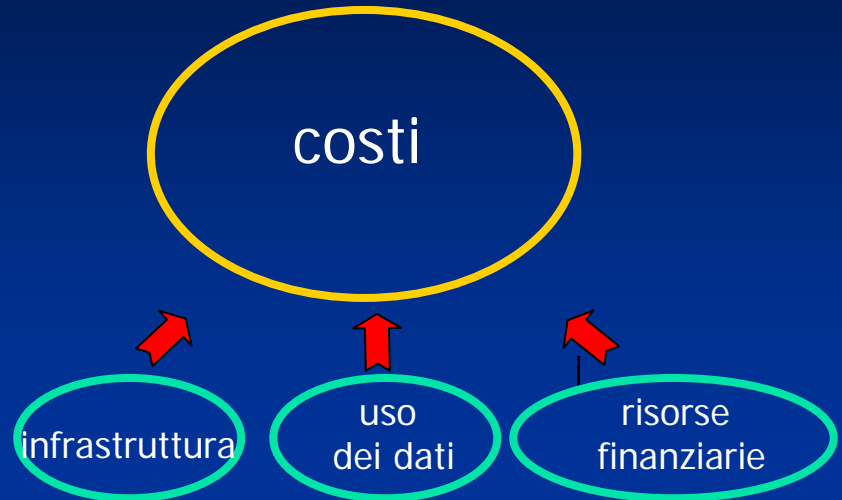 costi
infrastruttura
uso
dei dati
risorse
finanziarie